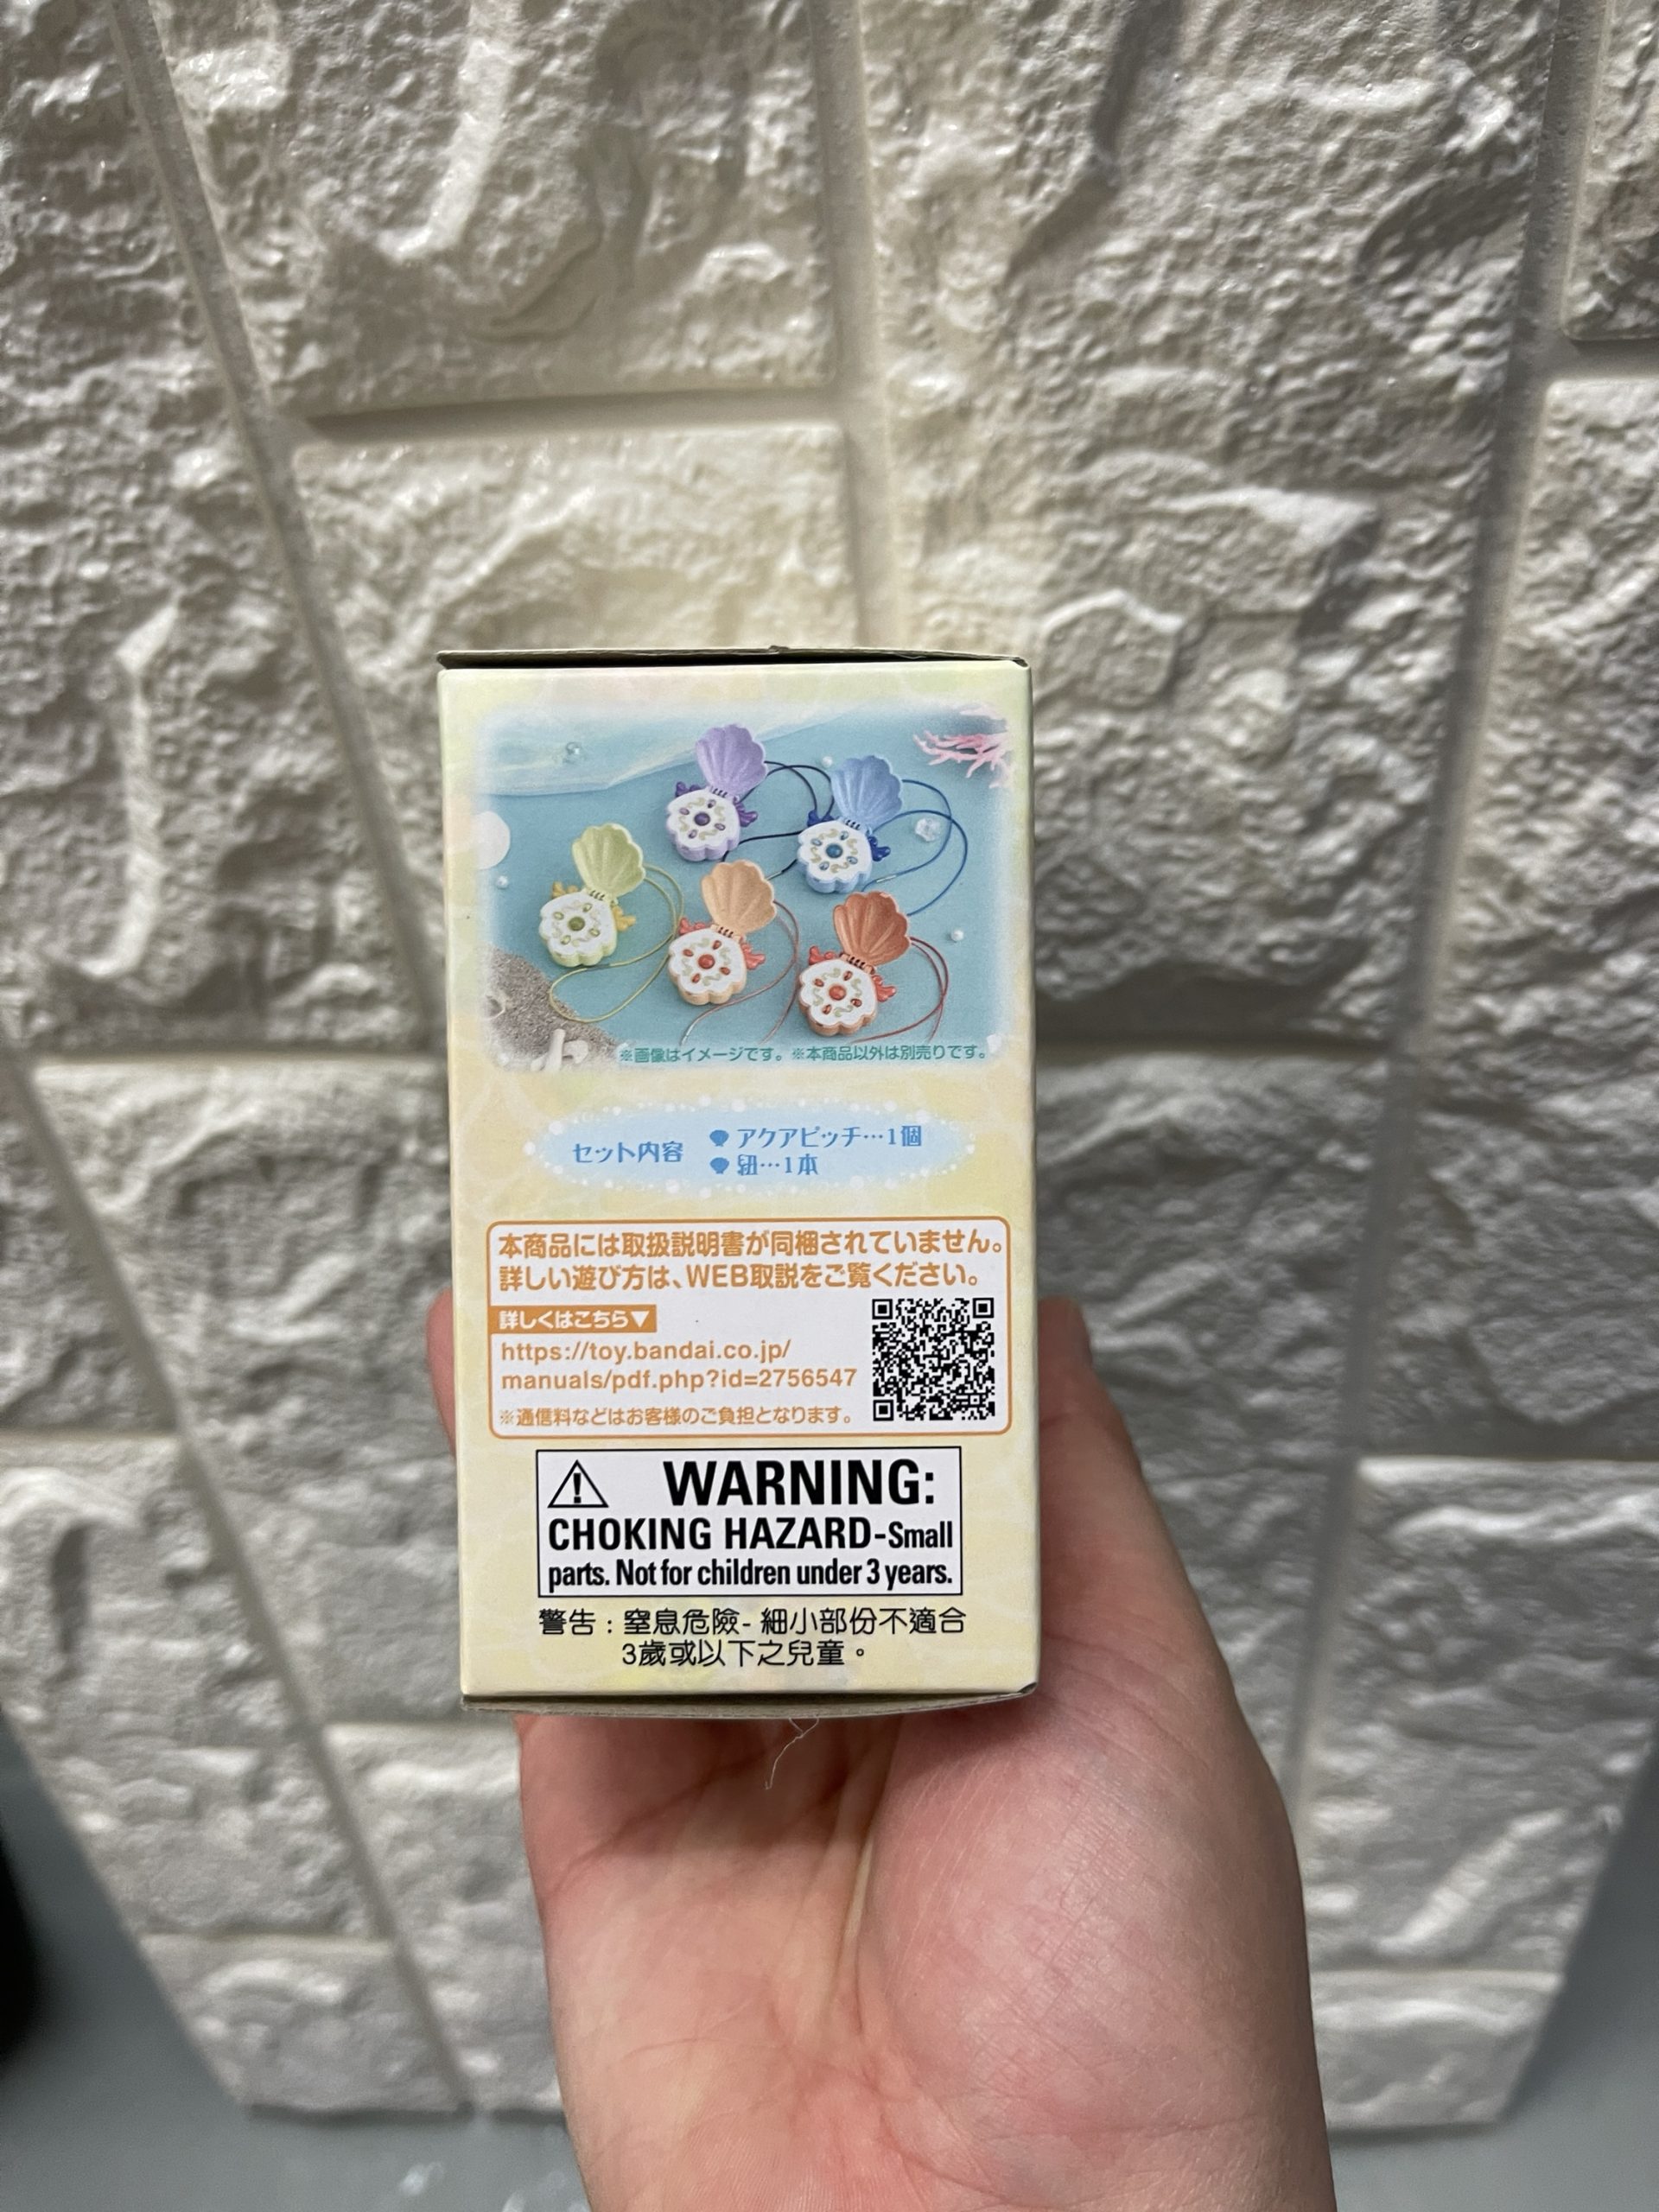 ※画像はイメージです。※本商品以外は別売りです。
セット内容
アクアピッチ…1個
紐…1本
本商品には取扱説明書が同梱されていません。
詳しい遊び方は、WEB取説をご覧ください。
詳しくはこちら▼
https://toy.bandai.co.jp/
manuals/pdf.php?id=2756547
※通信料などはお客様のご負担となります。
WARNING:
CHOKING HAZARD-Small
parts. Not for children under 3 years.
警告：窒息危險-細小部份不適合
3歲或以下之兒童。